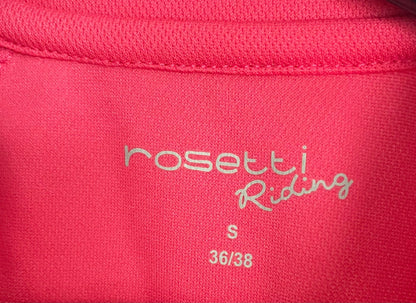 rosetti
Riding
S
36/38